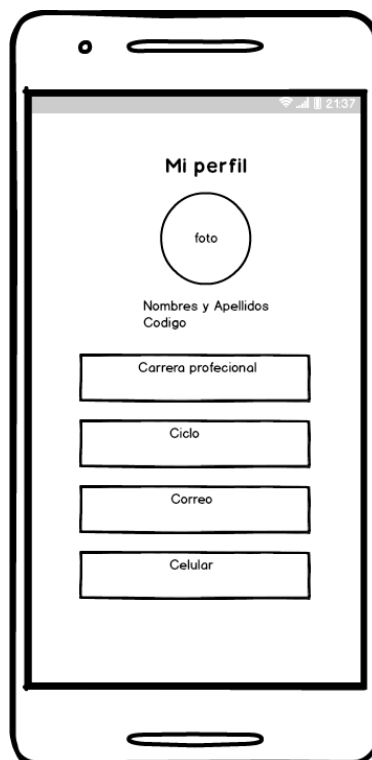 21:37
Mi perfil
foto
Nombres y Apellidos
Codigo
Carrera profecional
Ciclo
Correo
Celular